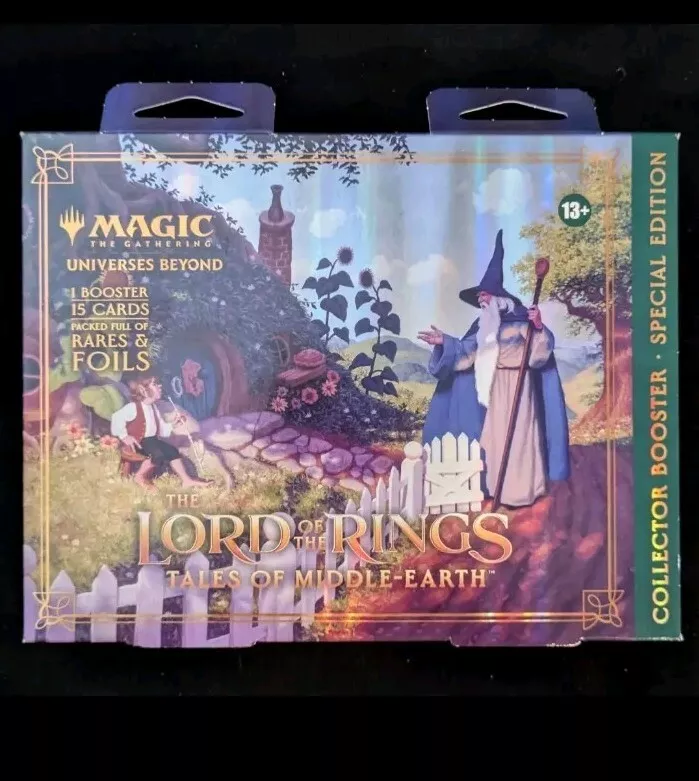 MAGIC
THE GATHERING
UNIVERSES BEYOND
1 BOOSTER
15 CARDS
PACKED FULL OF
RARES &
FOILS
13+
THE
LORD OF THE RINGS
TALES OF MIDDLE-EARTH™
COLLECTOR BOOSTER · SPECIAL EDITION